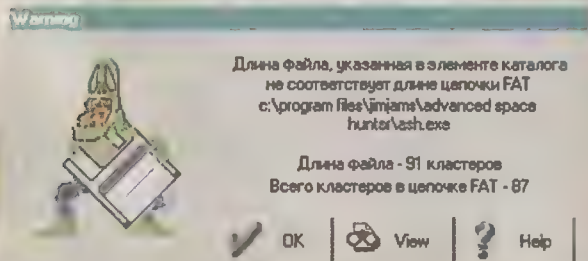 Warning
Длина файла, указанная в элементе каталога
не соответствует длине цепочки FAT
c:\program files\jimjams\advanced space
hunter\ash.exe
Длина файла - 91 кластеров
Всего кластеров в цепочке FAT - 87
OK View Help